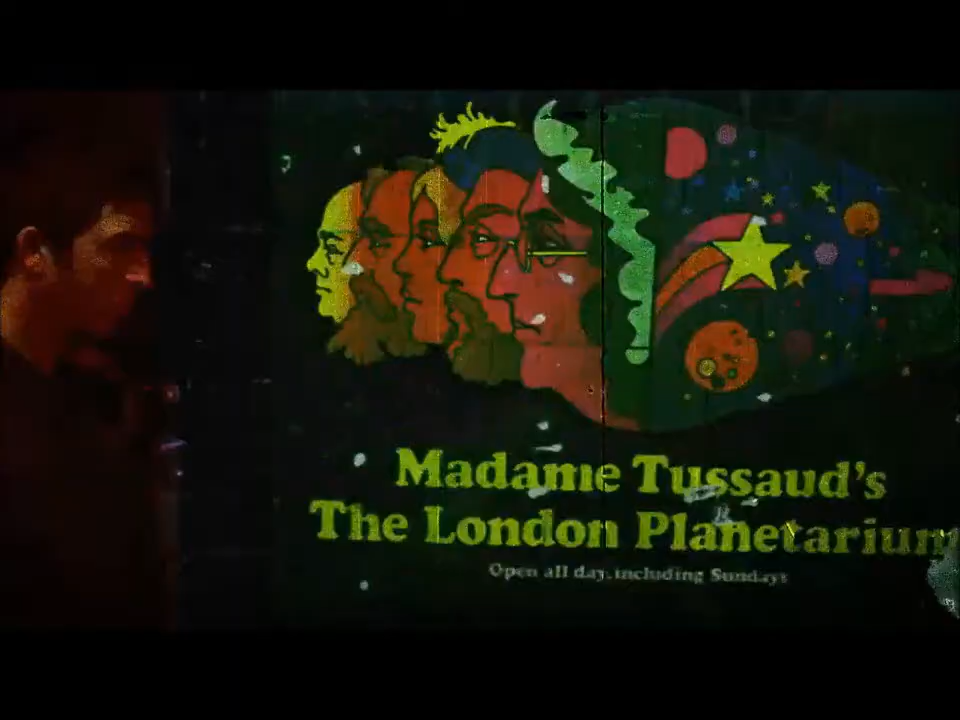 Madame Tussaud's
The London Planetarium
Open all day, including Sundays